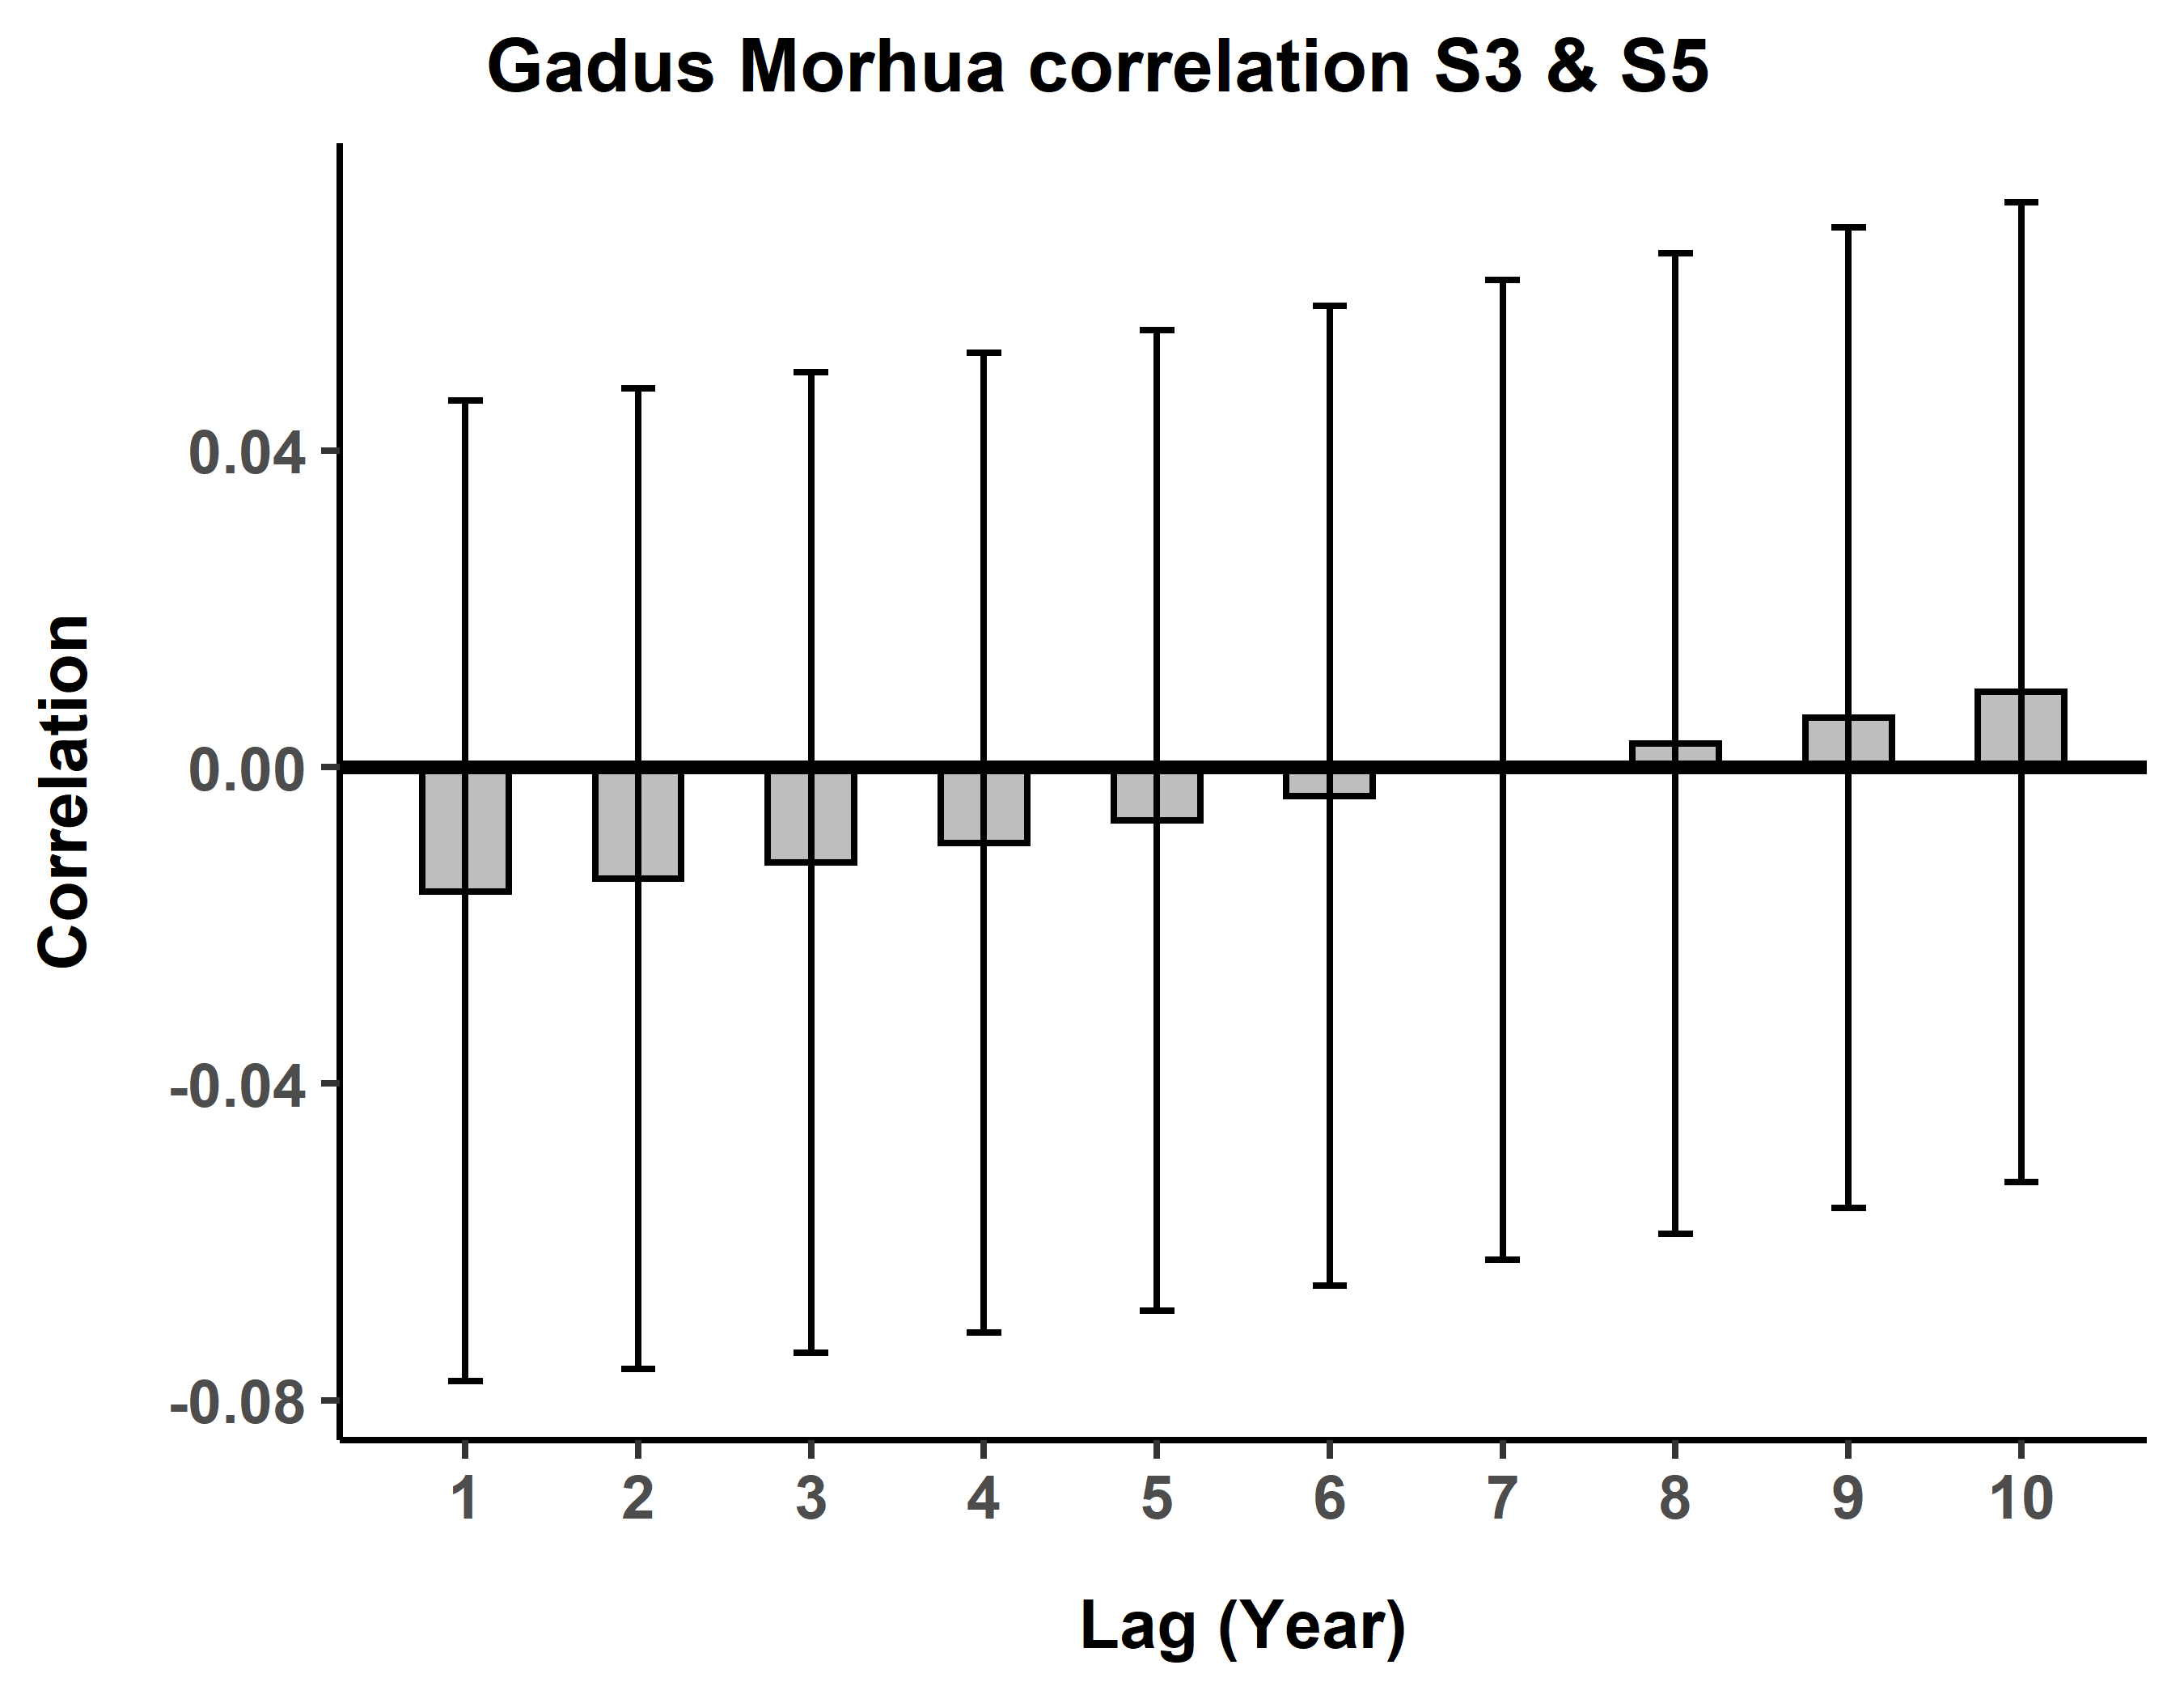 Gadus Morhua correlation S3 & S5
Correlation
0.04
0.00
-0.04
-0.08
1 2 3 4 5 6 7 8 9 10
Lag (Year)